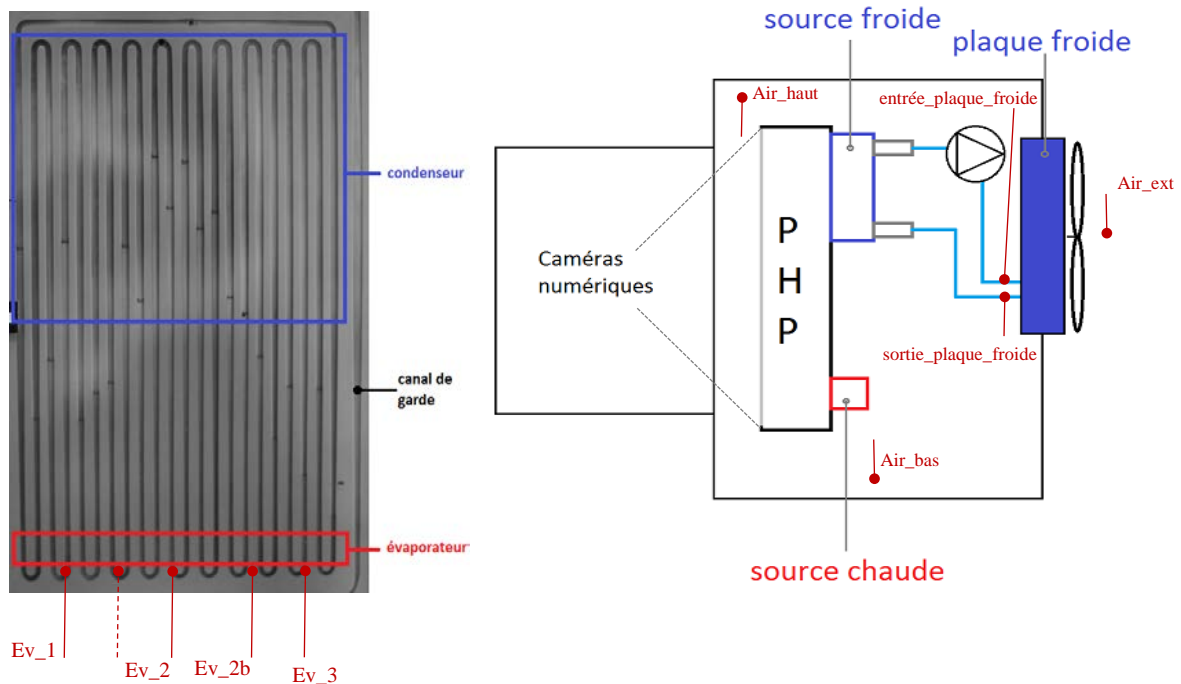 condenseur
canal de
garde
évaporateur
Ev_1
Ev_2
Ev_2b
Ev_3
source froide
plaque froide
Air_haut
entrée_plaque_froide
Air_ext
Caméras
numériques
P
H
P
sortie_plaque_froide
Air_bas
source chaude